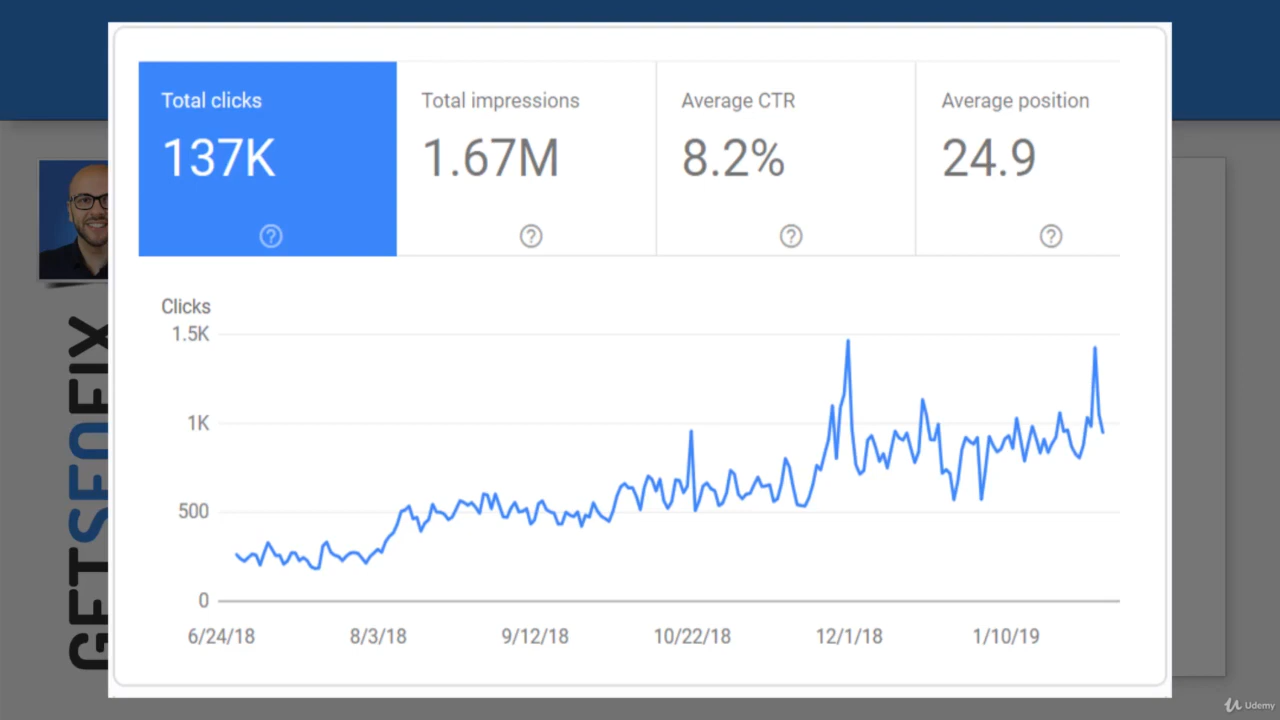 Total clicks
Total impressions
Average CTR
Average position
137K
1.67M
8.2%
24.9
Clicks
1.5K
1K
500
0
6/24/18
8/3/18
9/12/18
10/22/18
12/1/18
1/10/19
GETSEOFIX
Udemy